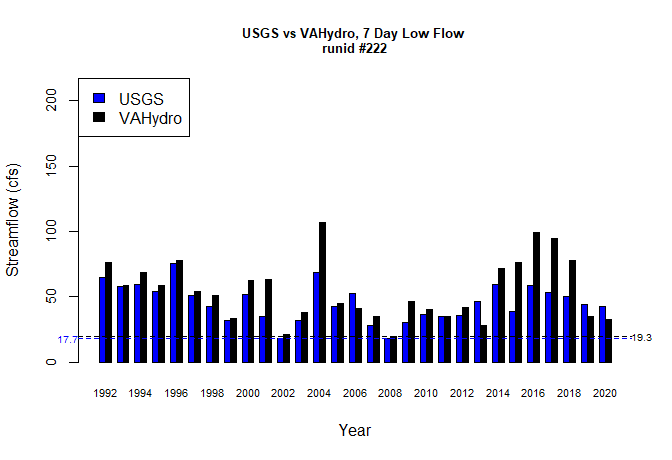 USGS vs VAHydro, 7 Day Low Flow
runid #222
USGS
VAHydro
Streamflow (cfs)
200
150
100
50
0
17.7
19.3
1992 1994 1996 1998 2000 2002 2004 2006 2008 2010 2012 2014 2016 2018 2020
Year